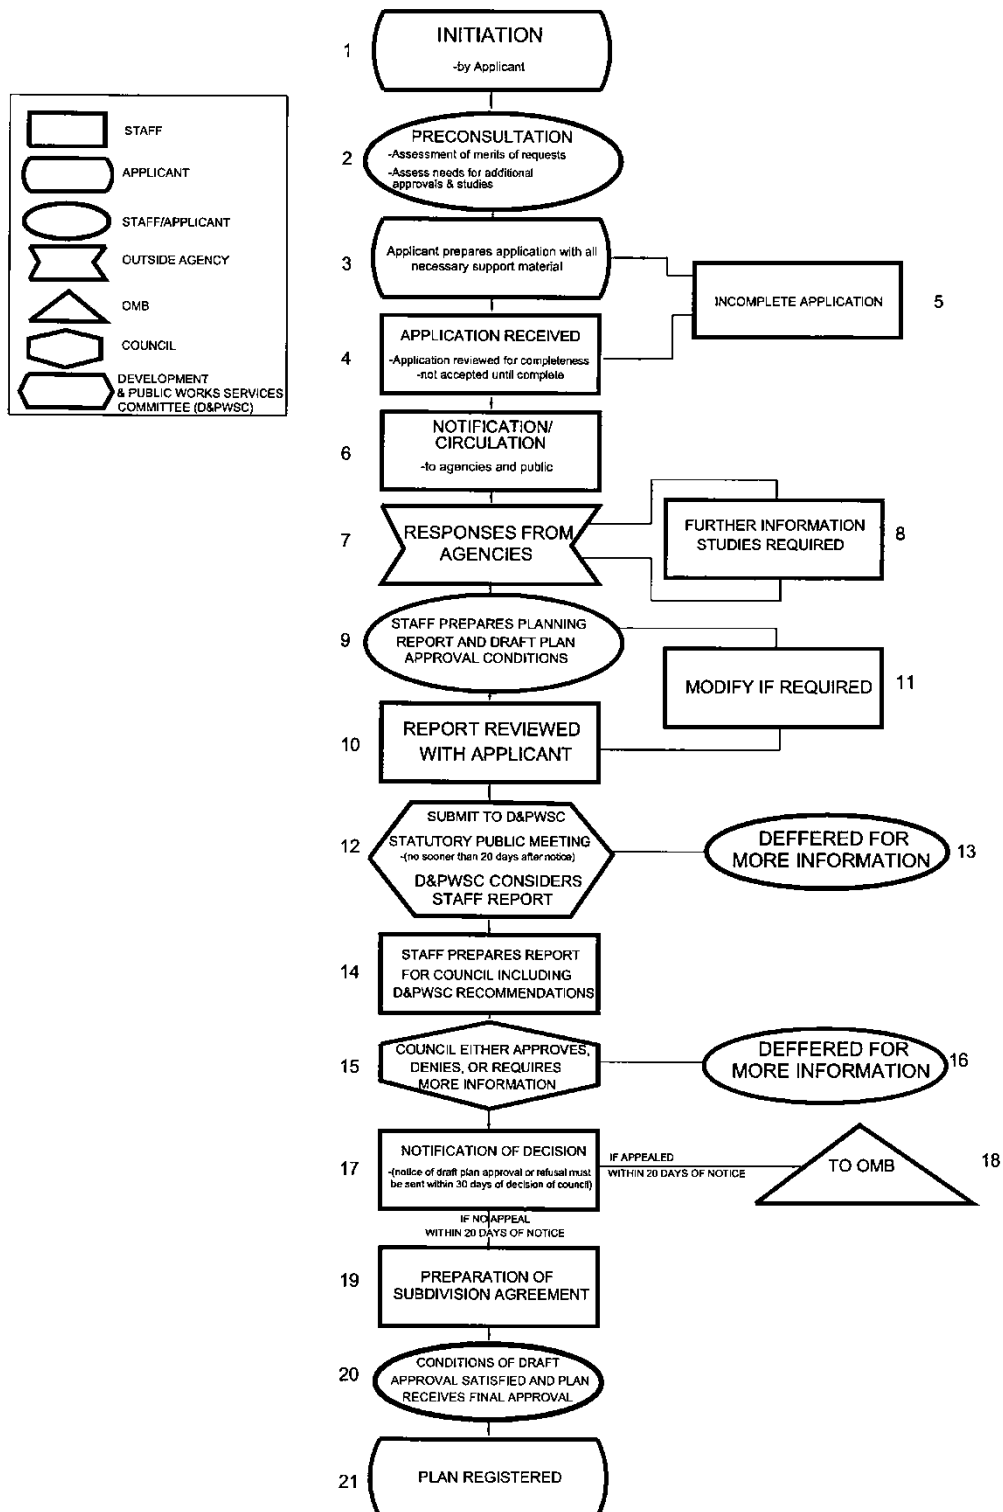 1
INITIATION
-by Applicant
STAFF
APPLICANT
STAFF/APPLICANT
OUTSIDE AGENCY
OMB
COUNCIL
DEVELOPMENT
& PUBLIC WORKS SERVICES
COMMITTEE (D&PWSC)
2
PRECONSULTATION
-Assessment of merits of requests
-Assess needs for additional
approvals & studies
3
Applicant prepares application with all
necessary support material
4
APPLICATION RECEIVED
-Application reviewed for completeness
-not accepted until complete
INCOMPLETE APPLICATION
5
6
NOTIFICATION/
CIRCULATION
-to agencies and public
7
RESPONSES FROM
AGENCIES
FURTHER INFORMATION
STUDIES REQUIRED
8
9
STAFF PREPARES PLANNING
REPORT AND DRAFT PLAN
APPROVAL CONDITIONS
10
REPORT REVIEWED
WITH APPLICANT
MODIFY IF REQUIRED
11
12
SUBMIT TO D&PWSC
STATUTORY PUBLIC MEETING
-(no sooner than 20 days after notice)
D&PWSC CONSIDERS
STAFF REPORT
DEFFERED FOR
MORE INFORMATION
13
14
STAFF PREPARES REPORT
FOR COUNCIL INCLUDING
D&PWSC RECOMMENDATIONS
15
COUNCIL EITHER APPROVES,
DENIES, OR REQUIRES
MORE INFORMATION
DEFFERED FOR
MORE INFORMATION
16
17
NOTIFICATION OF DECISION
-(notice of draft plan approval or refusal must
be sent within 30 days of decision of council)
IF APPEALED
WITHIN 20 DAYS OF NOTICE
TO OMB
18
IF NO APPEAL
WITHIN 20 DAYS OF NOTICE
19
PREPARATION OF
SUBDIVISION AGREEMENT
20
CONDITIONS OF DRAFT
APPROVAL SATISFIED AND PLAN
RECEIVES FINAL APPROVAL
21
PLAN REGISTERED